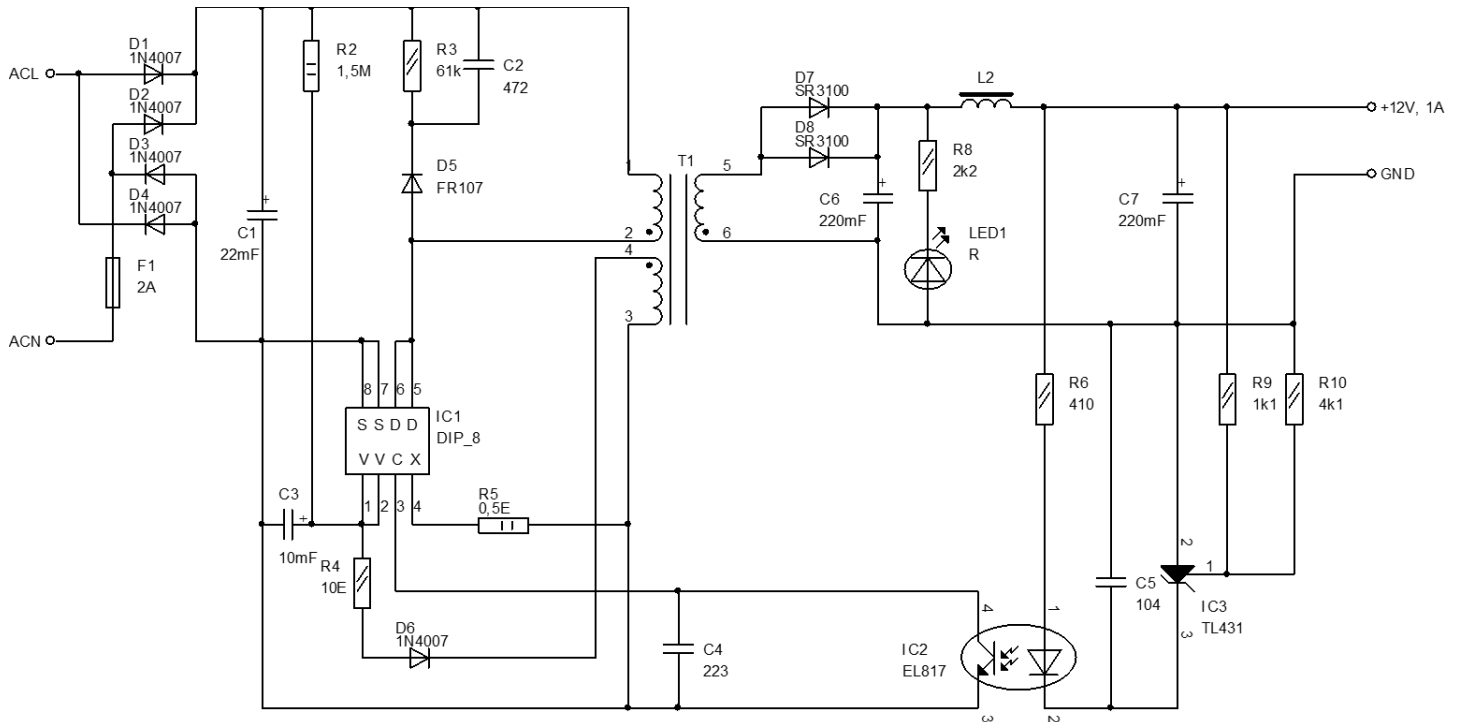 ACL
D1
1N4007
D2
1N4007
D3
1N4007
D4
1N4007
F1
2A
ACN
+
C1
22mF
R2
1,5M
R3
61k
C2
472
D5
FR107
1
2
4
3
T1
5
6
D7
SR3100
D8
SR3100
+
C6
220mF
R8
2k2
LED1
R
L2
+
C7
220mF
+12V, 1A
GND
8 7 6 5
S S D D
V V C X
IC1
DIP_8
1 2 3 4
C3
+
10mF
R4
10E
R5
0,5E
D6
1N4007
C4
223
R6
410
R9
1k1
R10
4k1
IC2
EL817
4
3
1
2
C5
104
2
1
3
IC3
TL431